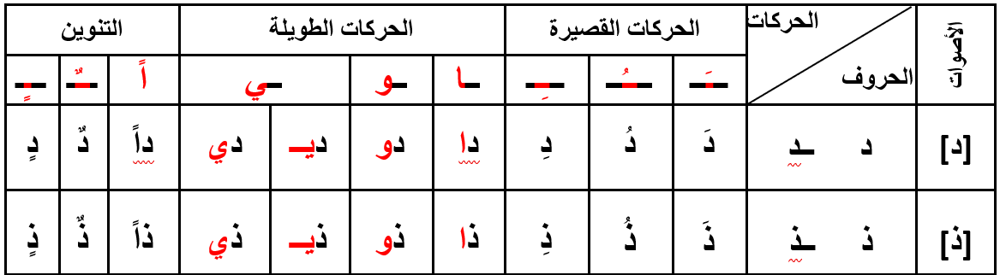 الأصوات الحركات الحروف الحركات القصيرة الحركات الطويلة التنوين
ـَـ ـُـ ـِـ ـا ـو ـي اً ـٌـ ـٍـ
[د] د ـد دَ دُ دِ دا دو ديـ دي داً دٌ دٍ
[ذ] ذ ـذ ذَ ذُ ذِ ذا ذو ذيـ ذي ذاً ذٌ ذٍ